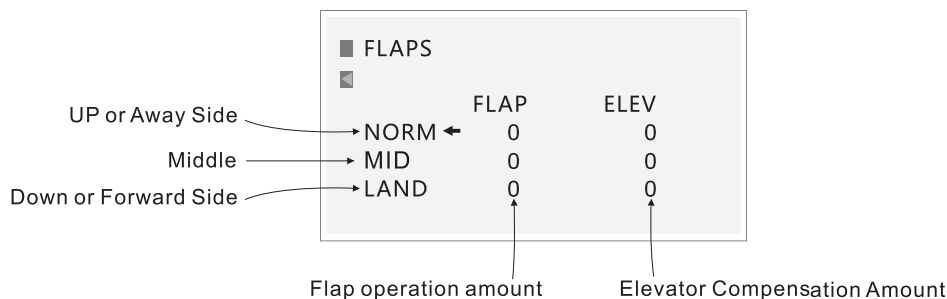 FLAPS
FLAP ELEV
UP or Away Side NORM 0 0
Middle MID 0 0
Down or Forward Side LAND 0 0
Flap operation amount Elevator Compensation Amount